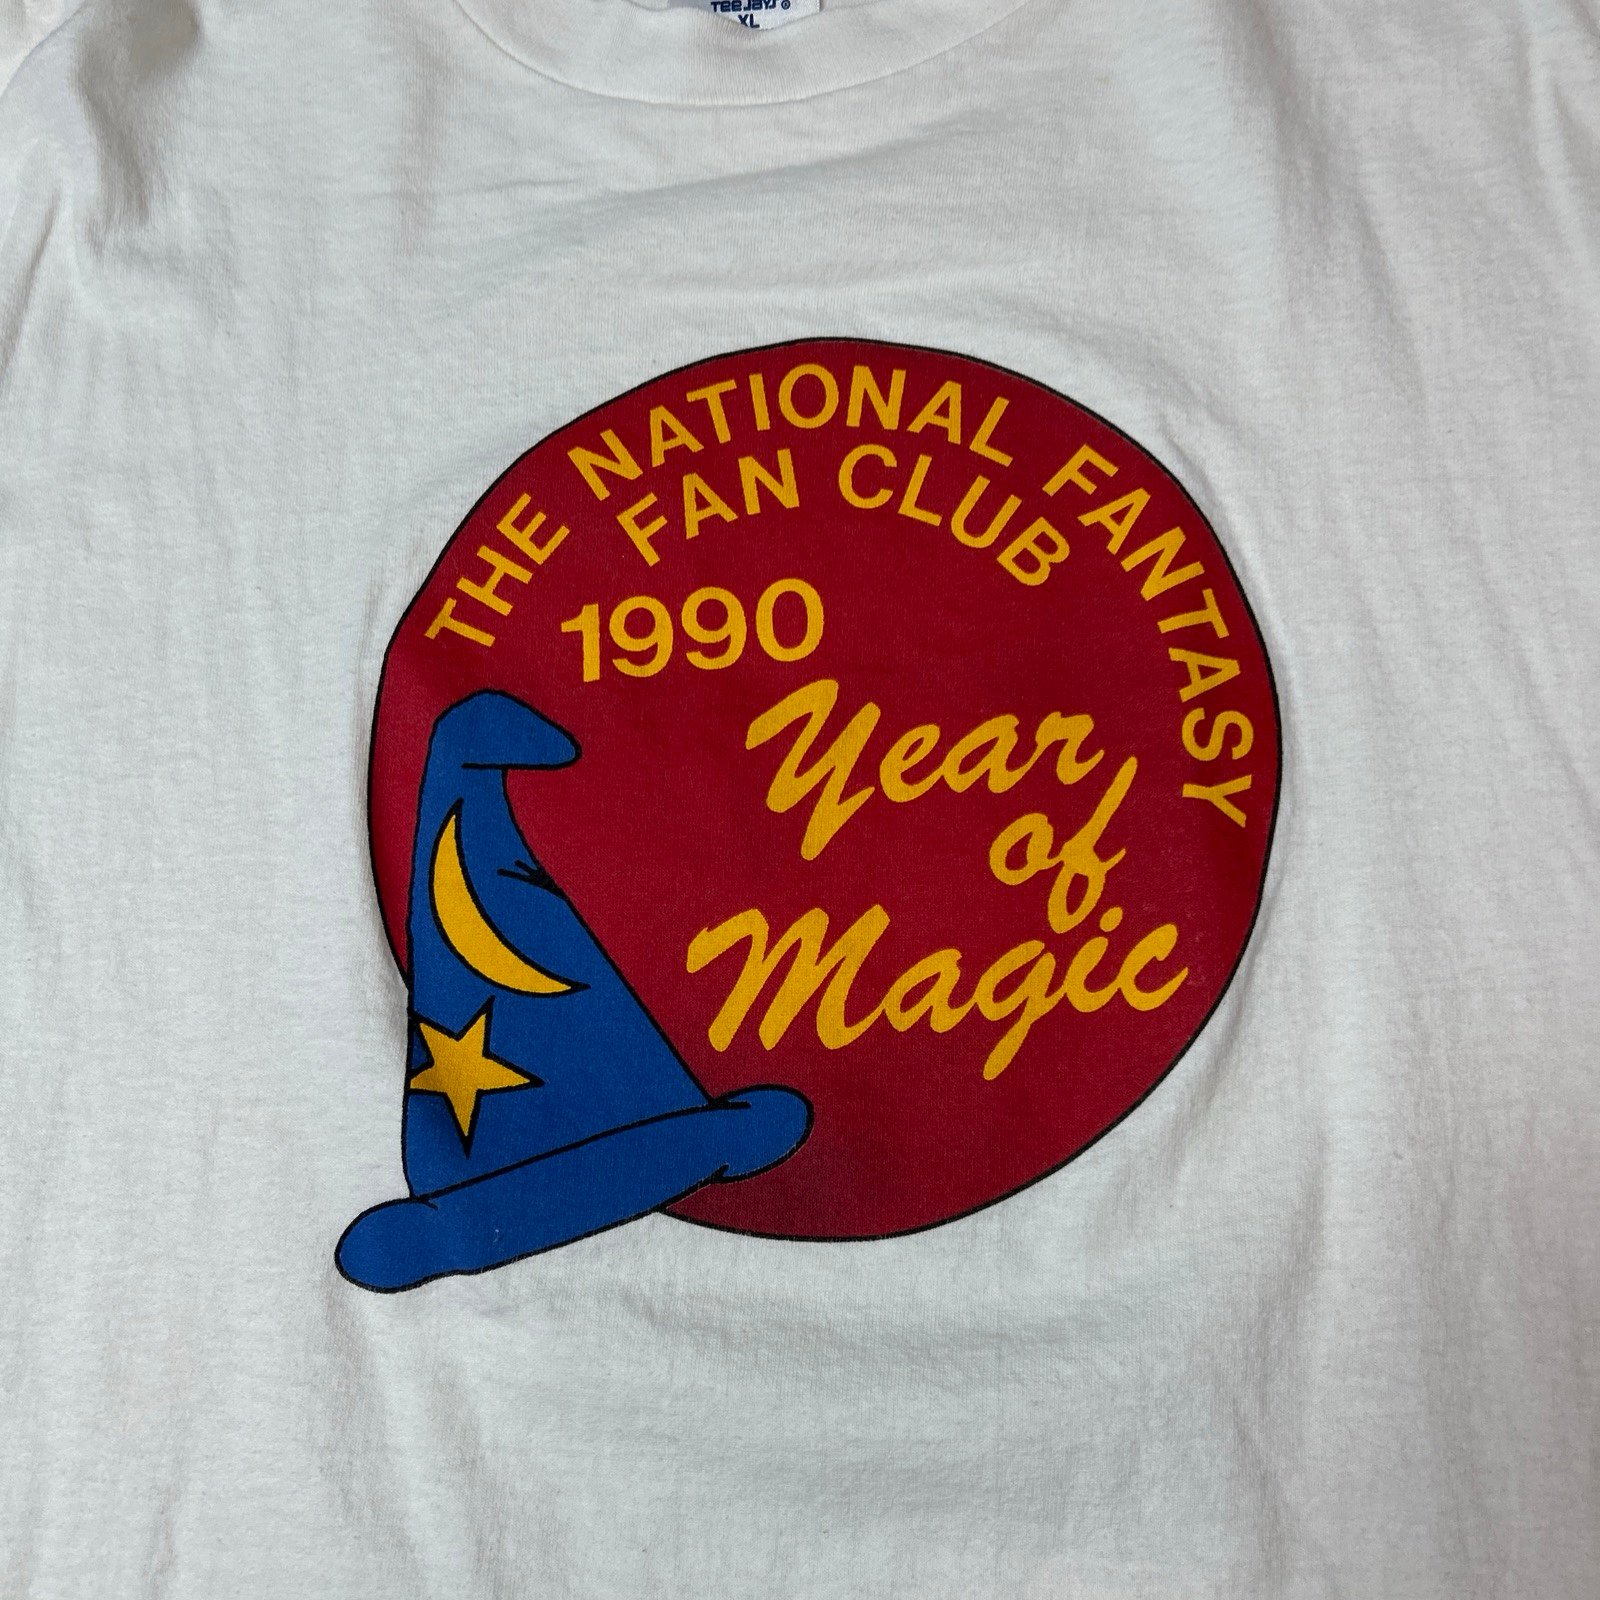 TeeJays®
XL
THE NATIONAL FANTASY
FAN CLUB
1990
Year
of
Magic